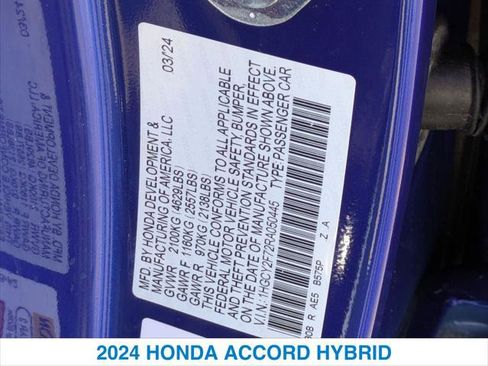 MFD. BY HONDA DEVELOPMENT &
MANUFACTURING OF AMERICA, LLC
03/24
GVWR 2100KG (4629LBS)
GAWR F 1160KG (2557LBS)
GAWR R 970KG (2138LBS)
THIS VEHICLE CONFORMS TO ALL APPLICABLE
FEDERAL MOTOR VEHICLE SAFETY BUMPER,
AND THEFT PREVENTION STANDARDS IN EFFECT
ON THE DATE OF MANUFACTURE SHOWN ABOVE.
V.I.N.: TYPE: PASSENGER CAR
R AE5 B575P Z A
2024 HONDA ACCORD HYBRID